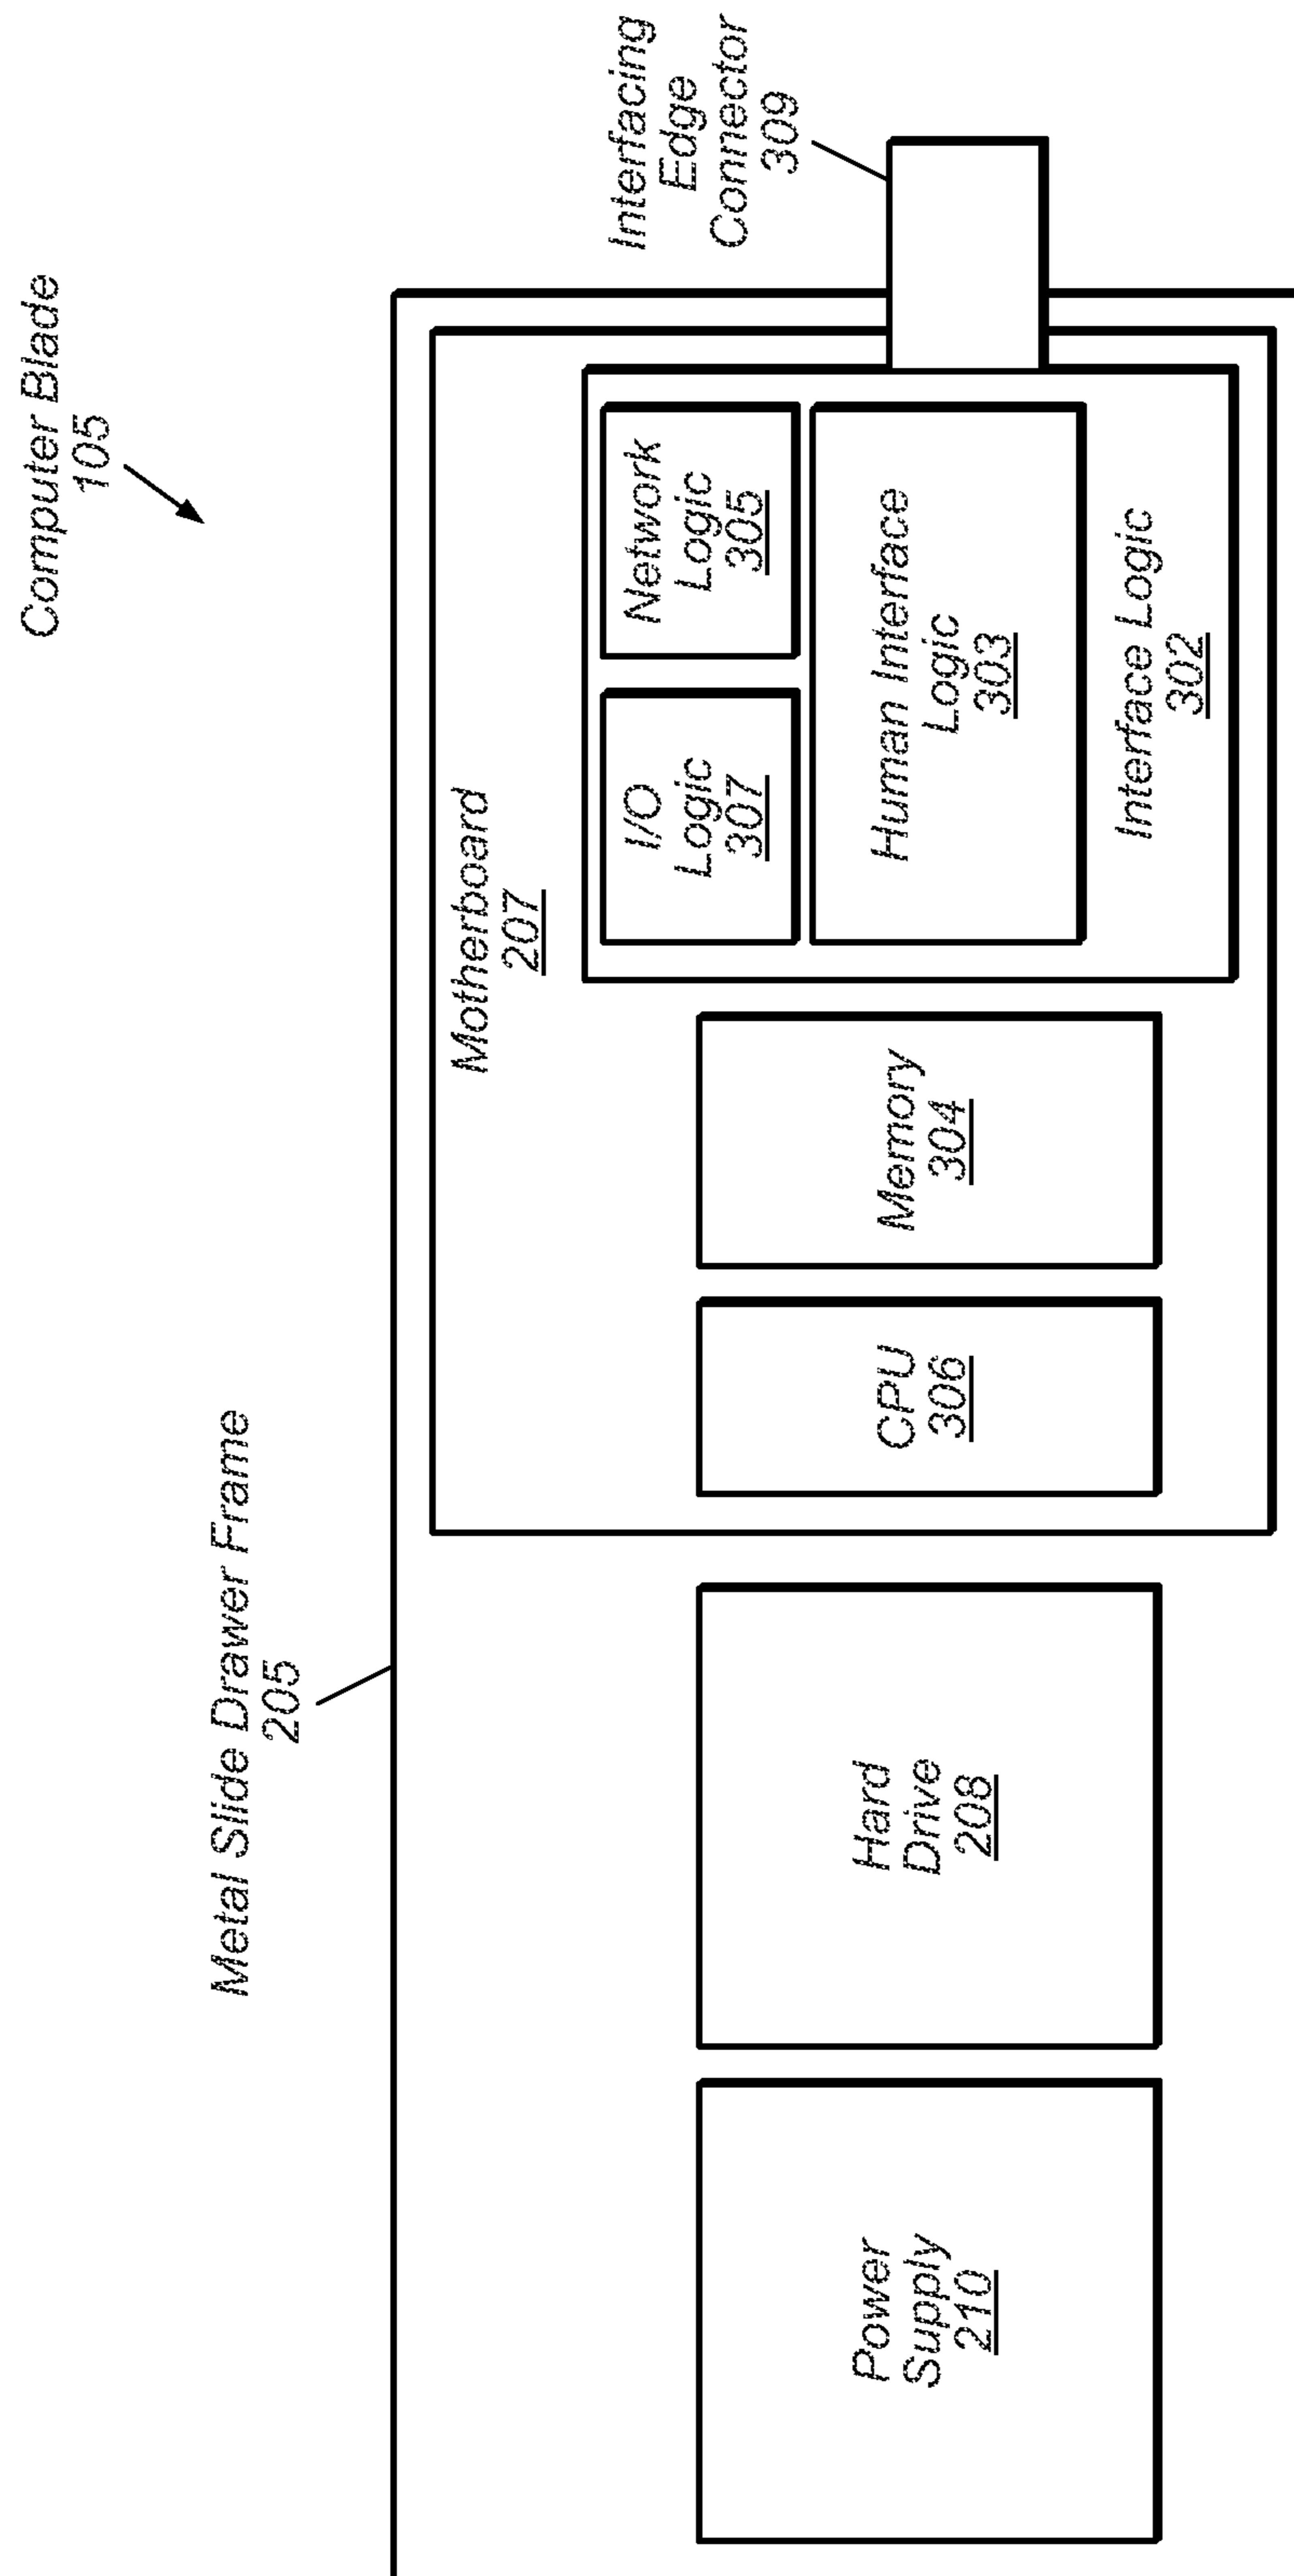 Computer Blade
105
Metal Slide Drawer Frame
205
Interfacing
Edge
Connector
309
Motherboard
207
Power
Supply
210
Hard
Drive
208
CPU
306
Memory
304
I/O
Logic
307
Network
Logic
305
Human Interface
Logic
303
Interface Logic
302